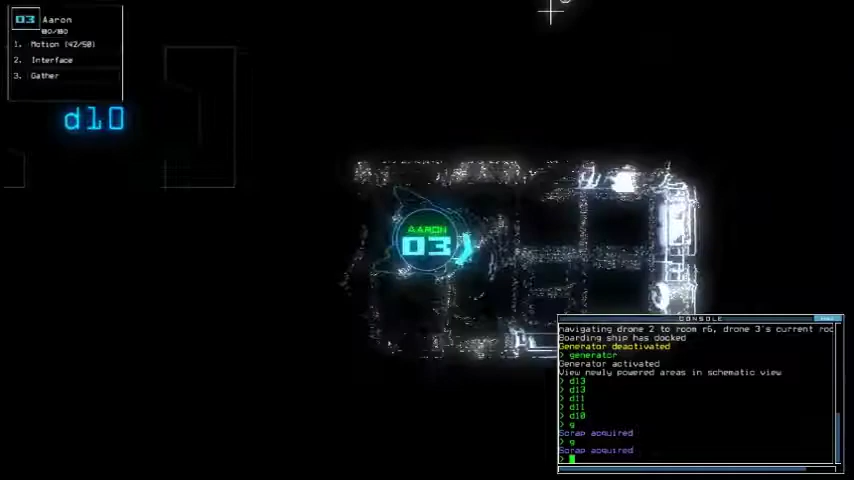 03 Aaron
80/80
1. Motion (42/50)
2. Interface
3. Gather
d10
AARON
03
CONSOLE
navigating drone 2 to room r6, drone 3's current roo
Boarding ship has docked
Generator deactivated
> generator
Generator activated
View newly powered areas in schematic view
> d13
> d13
> d11
> d11
> d10
> g
Scrap acquired
> g
Scrap acquired
>